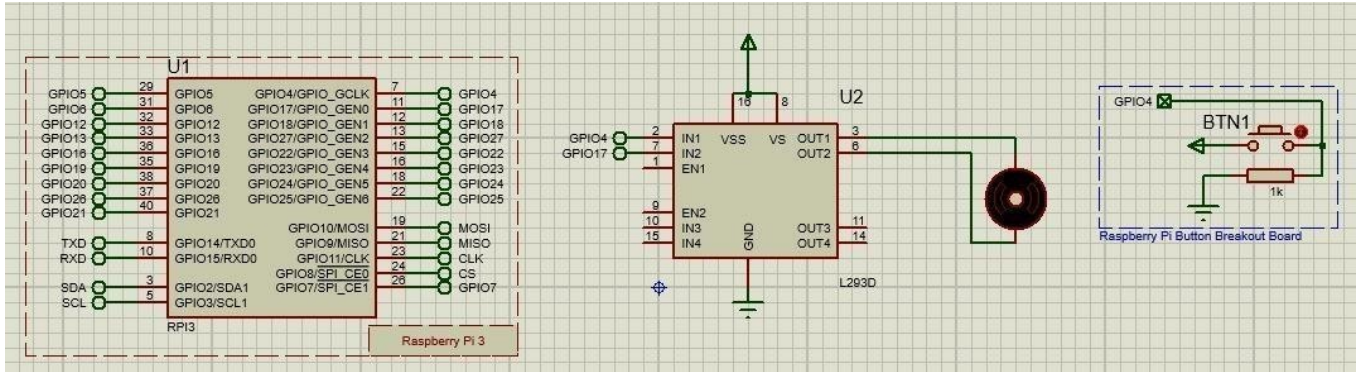 U1
29 GPIO5 GPIO5
31 GPIO6 GPIO6
32 GPIO12 GPIO12
33 GPIO13 GPIO13
36 GPIO16 GPIO16
35 GPIO19 GPIO19
38 GPIO20 GPIO20
37 GPIO26 GPIO26
40 GPIO21 GPIO21
8 TXD GPIO14/TXD0
10 RXD GPIO15/RXD0
3 SDA GPIO2/SDA1
5 SCL GPIO3/SCL1
GPIO4/GPIO_GCLK 7 GPIO4
GPIO17/GPIO_GEN0 11 GPIO17
GPIO18/GPIO_GEN1 12 GPIO18
GPIO27/GPIO_GEN2 13 GPIO27
GPIO22/GPIO_GEN3 15 GPIO22
GPIO23/GPIO_GEN4 16 GPIO23
GPIO24/GPIO_GEN5 18 GPIO24
GPIO25/GPIO_GEN6 22 GPIO25
GPIO10/MOSI 19 MOSI
GPIO9/MISO 21 MISO
GPIO11/CLK 23 CLK
GPIO8/SPI_CE0 24 CS
GPIO7/SPI_CE1 26 GPIO7
RPI3
Raspberry Pi 3
16 8 U2
GPIO4 2 IN1 VSS VS OUT1 3
GPIO17 7 IN2 OUT2 6
1 EN1
9 EN2
10 IN3 OUT3 11
15 IN4 GND OUT4 14
L293D
GPIO4
BTN1
1k
Raspberry Pi Button Breakout Board